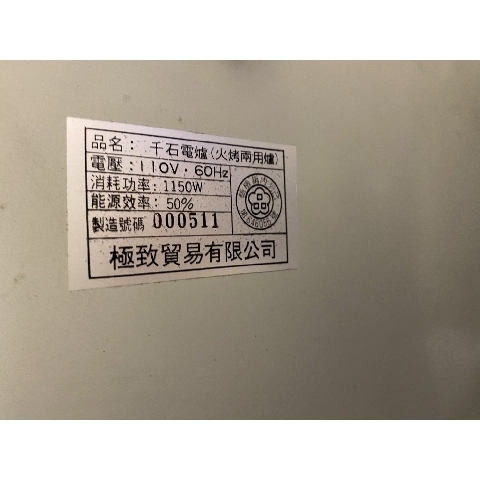 品名：千石電爐(火烤兩用爐)
電壓：110V·60Hz
消耗功率：1150W
能源效率：50%
製造號碼 000511
品
極致貿易有限公司